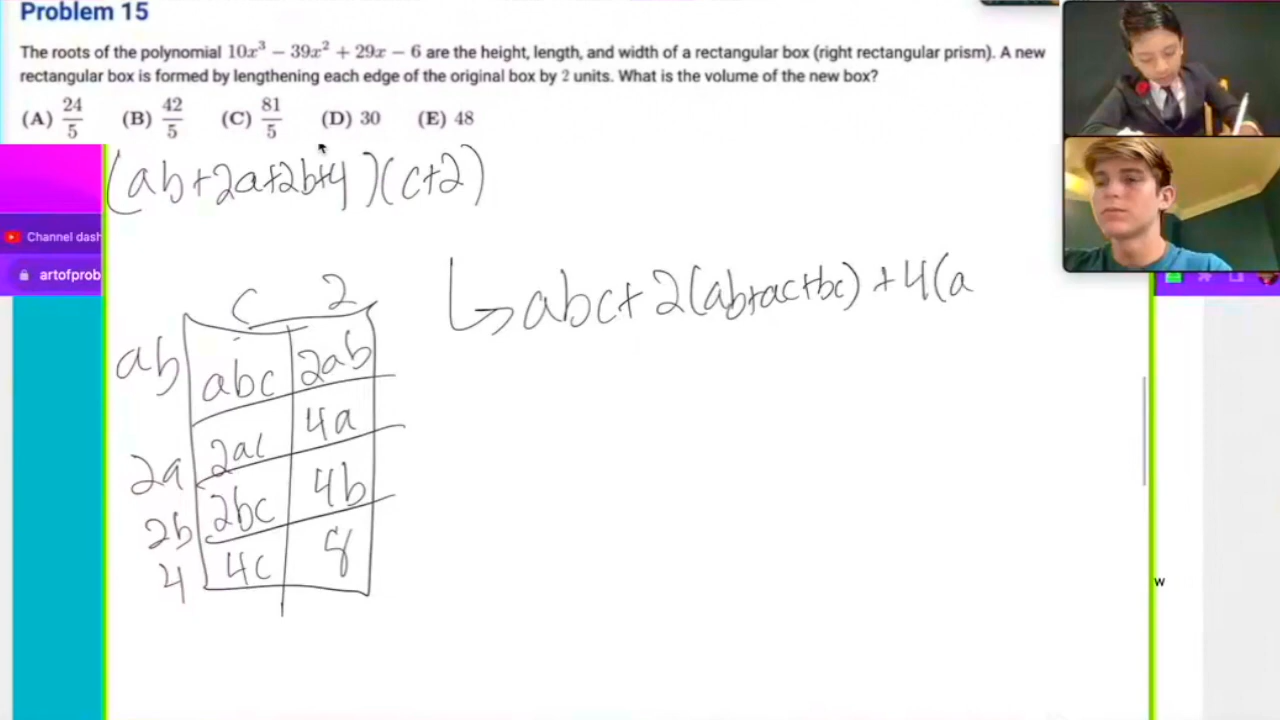 Problem 15
The roots of the polynomial 10x³ − 39x² + 29x − 6 are the height, length, and width of a rectangular box (right rectangular prism). A new
rectangular box is formed by lengthening each edge of the original box by 2 units. What is the volume of the new box?
(A) 24/5 (B) 42/5 (C) 81/5 (D) 30 (E) 48
(ab+2a+2b+4)(c+2)
Channel dash
artofprob
abc+2(ab+ac+bc)+4(a
c 2
ab abc 2ab
2a 2ac 4a
2b 2bc 4b
4 4c 8
w